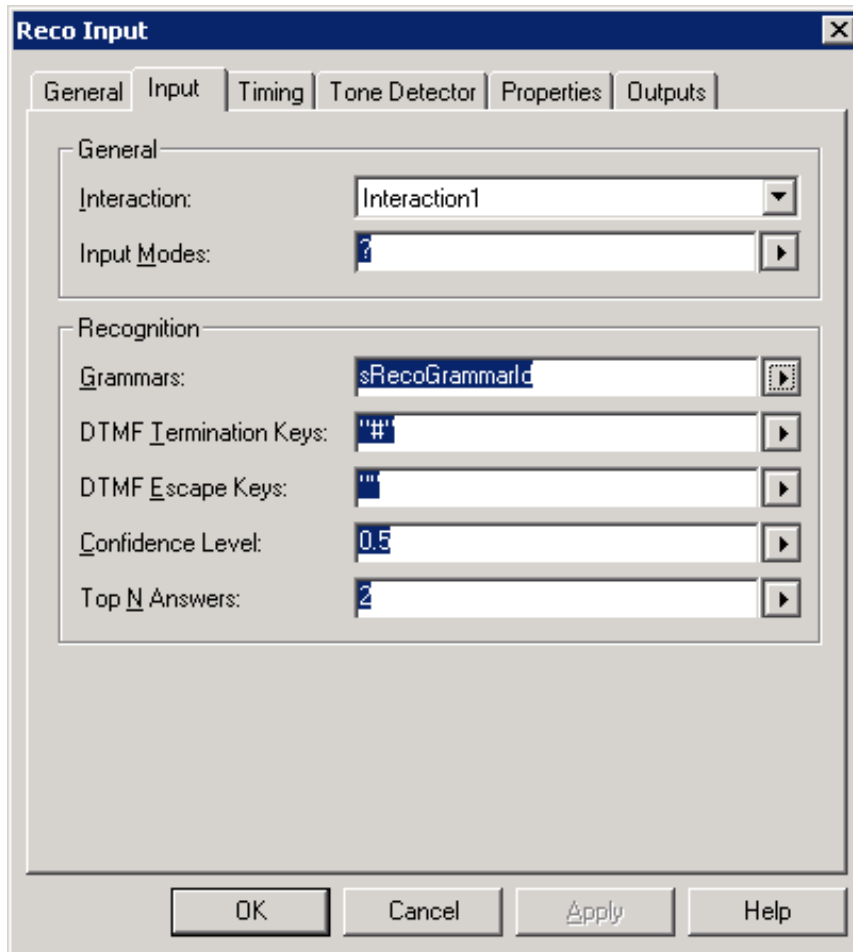 Reco Input
General Input Timing Tone Detector Properties Outputs
General
Interaction: Interaction1
Input Modes: ?
Recognition
Grammars: sRecoGrammarId
DTMF Termination Keys: "#"
DTMF Escape Keys: ""
Confidence Level: 0.5
Top N Answers: 2
OK Cancel Apply Help